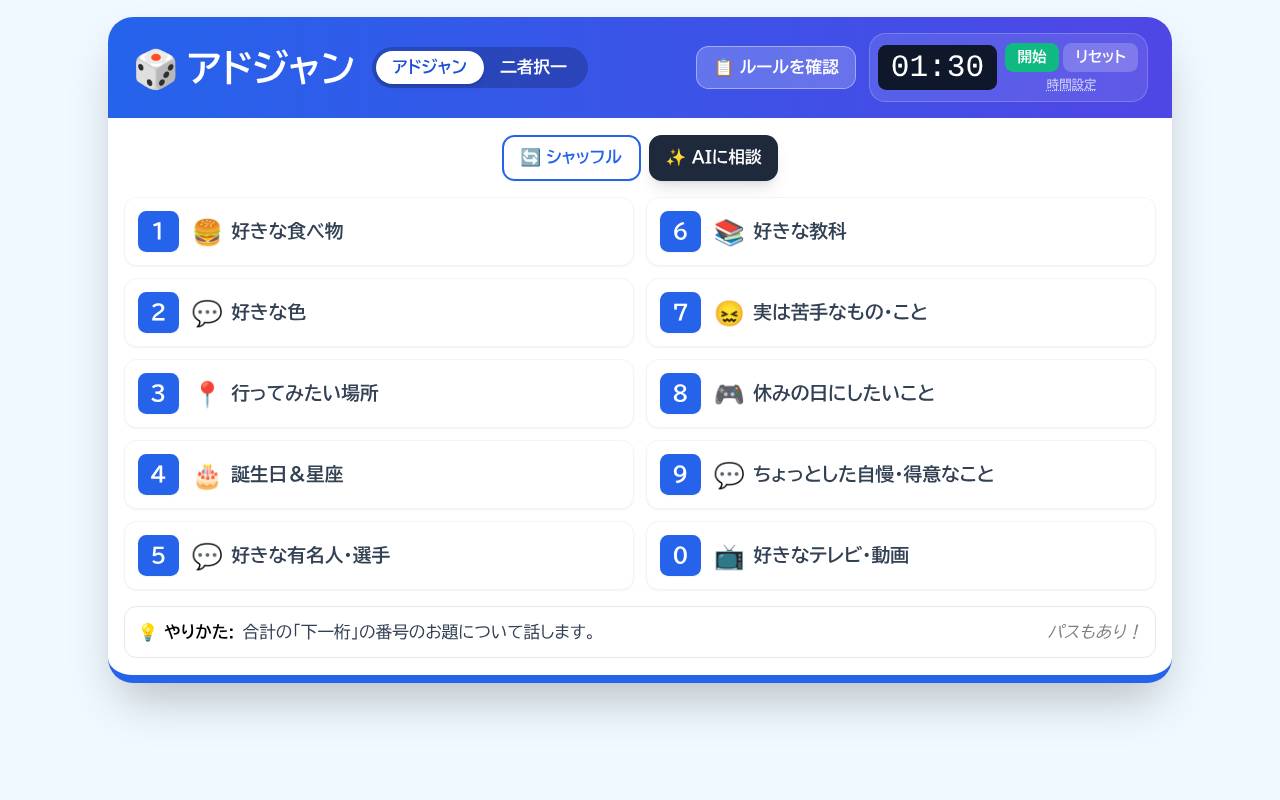 🎲 アドジャン
アドジャン 二者択一
📋 ルールを確認
01:30
開始 リセット
時間設定
🔄 シャッフル
✨ AIに相談
1 🍔 好きな食べ物
2 💬 好きな色
3 📍 行ってみたい場所
4 🎂 誕生日&星座
5 💬 好きな有名人・選手
6 📚 好きな教科
7 😖 実は苦手なもの・こと
8 🎮 休みの日にしたいこと
9 💬 ちょっとした自慢・得意なこと
0 📺 好きなテレビ・動画
💡 やりかた: 合計の「下一桁」の番号のお題について話します。
パスもあり！